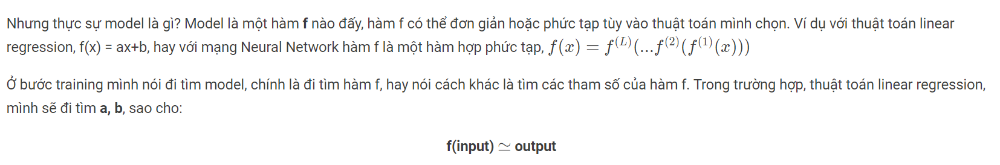 Nhưng thực sự model là gì? Model là một hàm f nào đấy, hàm f có thể đơn giản hoặc phức tạp tùy vào thuật toán mình chọn. Ví dụ với thuật toán linear
regression, f(x) = ax+b, hay với mạng Neural Network hàm f là một hàm hợp phức tạp, f(x) = f^{(L)}(...f^{(2)}(f^{(1)}(x)))
Ở bước training mình nói đi tìm model, chính là đi tìm hàm f, hay nói cách khác là tìm các tham số của hàm f. Trong trường hợp, thuật toán linear regression,
mình sẽ đi tìm a, b, sao cho:
f(input) ≃ output